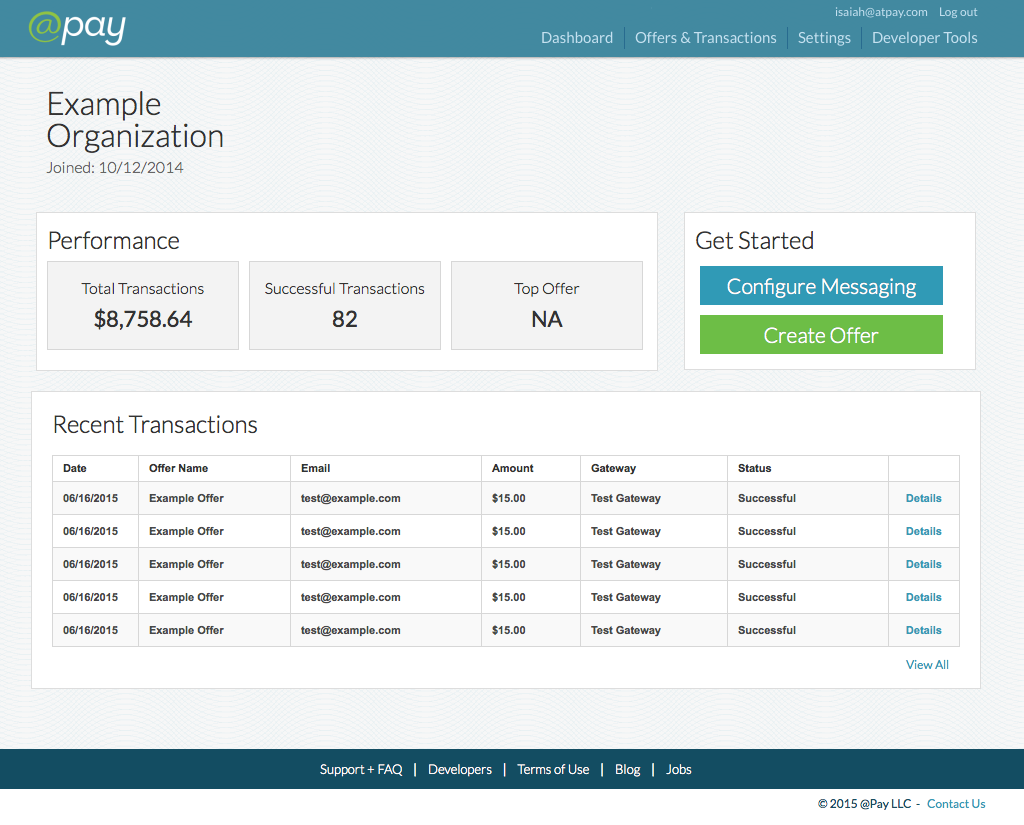 @pay
isaiah@atpay.com Log out
Dashboard Offers & Transactions Settings Developer Tools
Example
Organization
Joined: 10/12/2014
Performance
Total Transactions
$8,758.64
Successful Transactions
82
Top Offer
NA
Get Started
Configure Messaging
Create Offer
Recent Transactions
Date Offer Name Email Amount Gateway Status
06/16/2015 Example Offer test@example.com $15.00 Test Gateway Successful Details
06/16/2015 Example Offer test@example.com $15.00 Test Gateway Successful Details
06/16/2015 Example Offer test@example.com $15.00 Test Gateway Successful Details
06/16/2015 Example Offer test@example.com $15.00 Test Gateway Successful Details
06/16/2015 Example Offer test@example.com $15.00 Test Gateway Successful Details
View All
Support + FAQ | Developers | Terms of Use | Blog | Jobs
© 2015 @Pay LLC - Contact Us